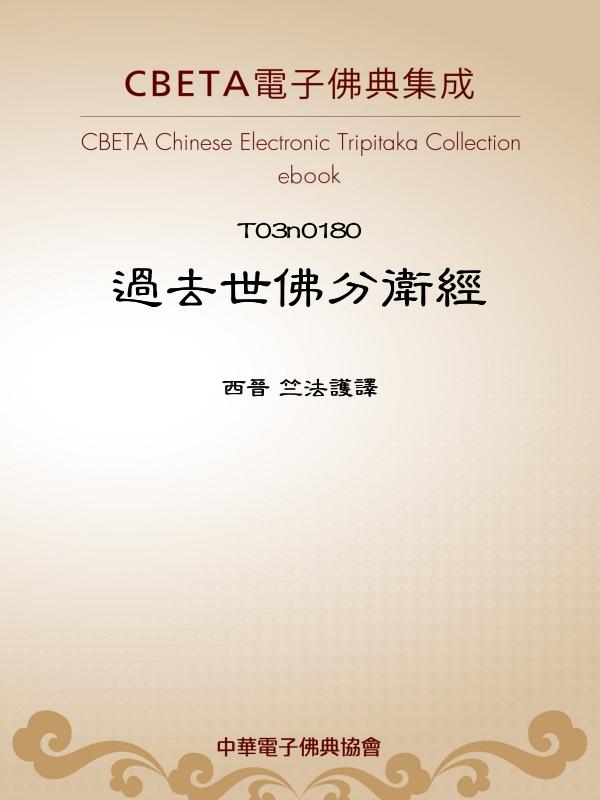 CBETA電子佛典集成
CBETA Chinese Electronic Tripitaka Collection
ebook
T03n0180
過去世佛分衛經
西晉 竺法護譯
中華電子佛典協會